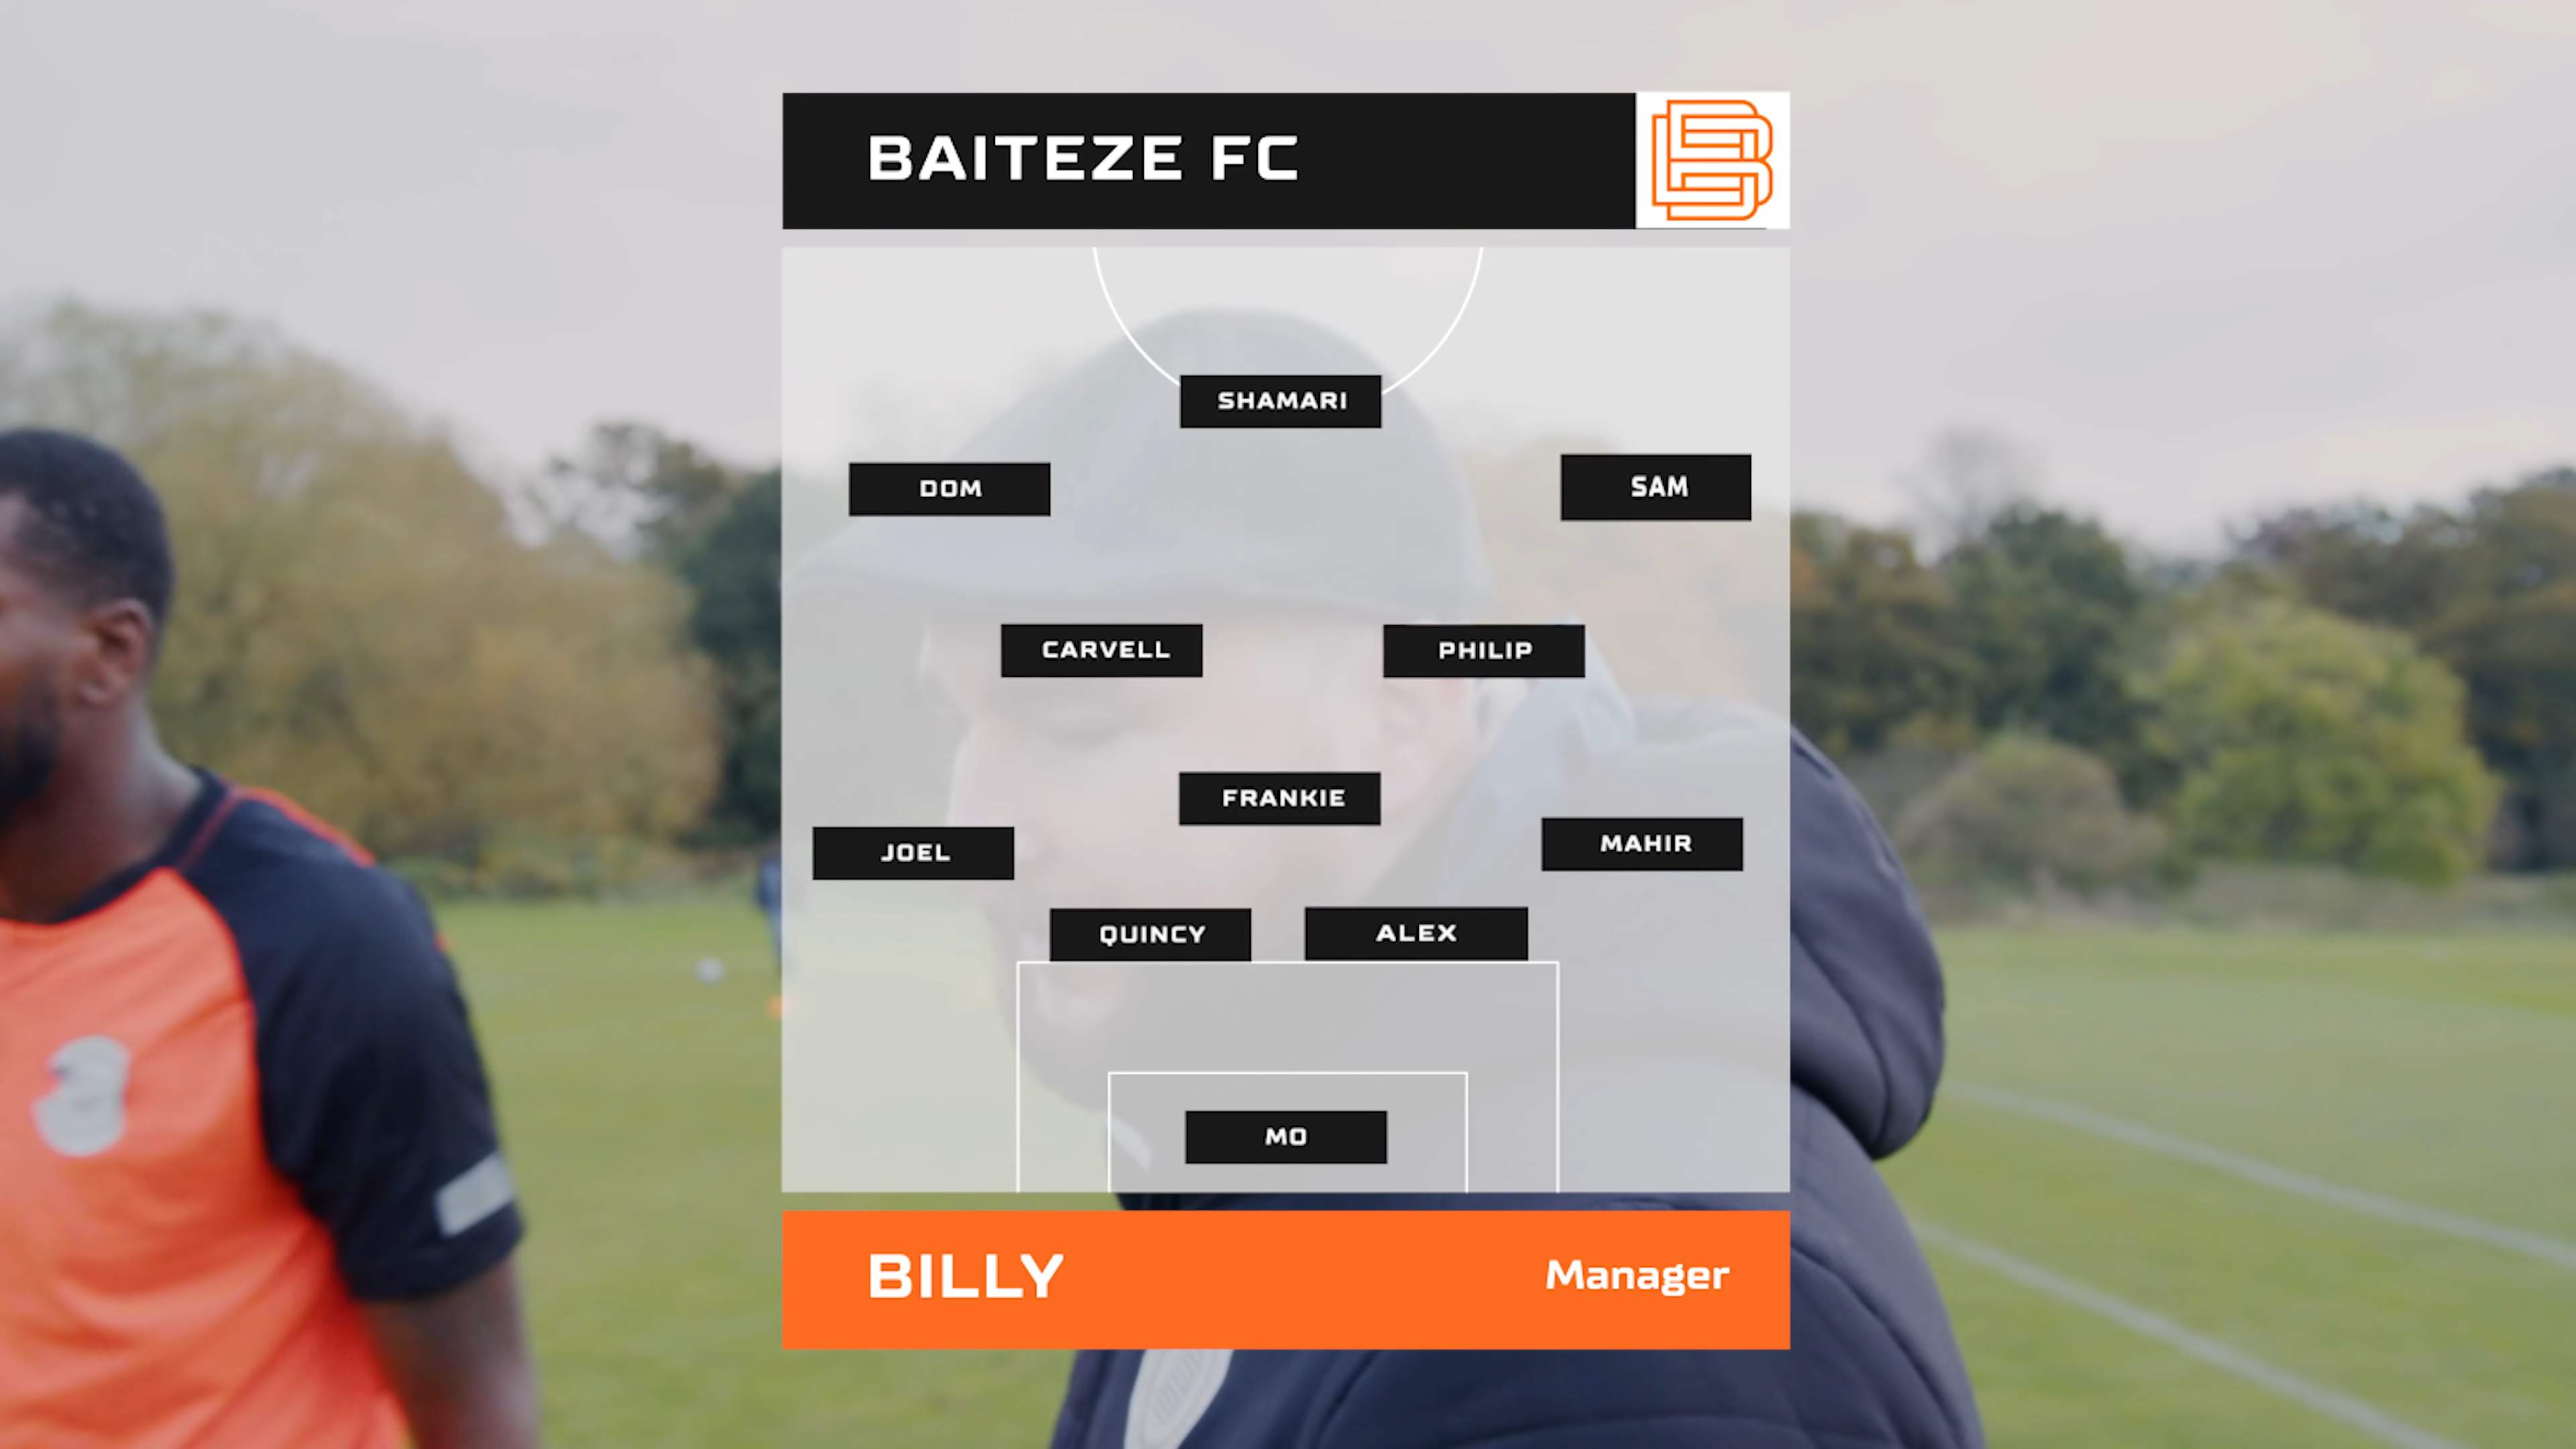 BAITEZE FC
SHAMARI
DOM
SAM
CARVELL
PHILIP
FRANKIE
JOEL
MAHIR
QUINCY
ALEX
MO
BILLY
Manager